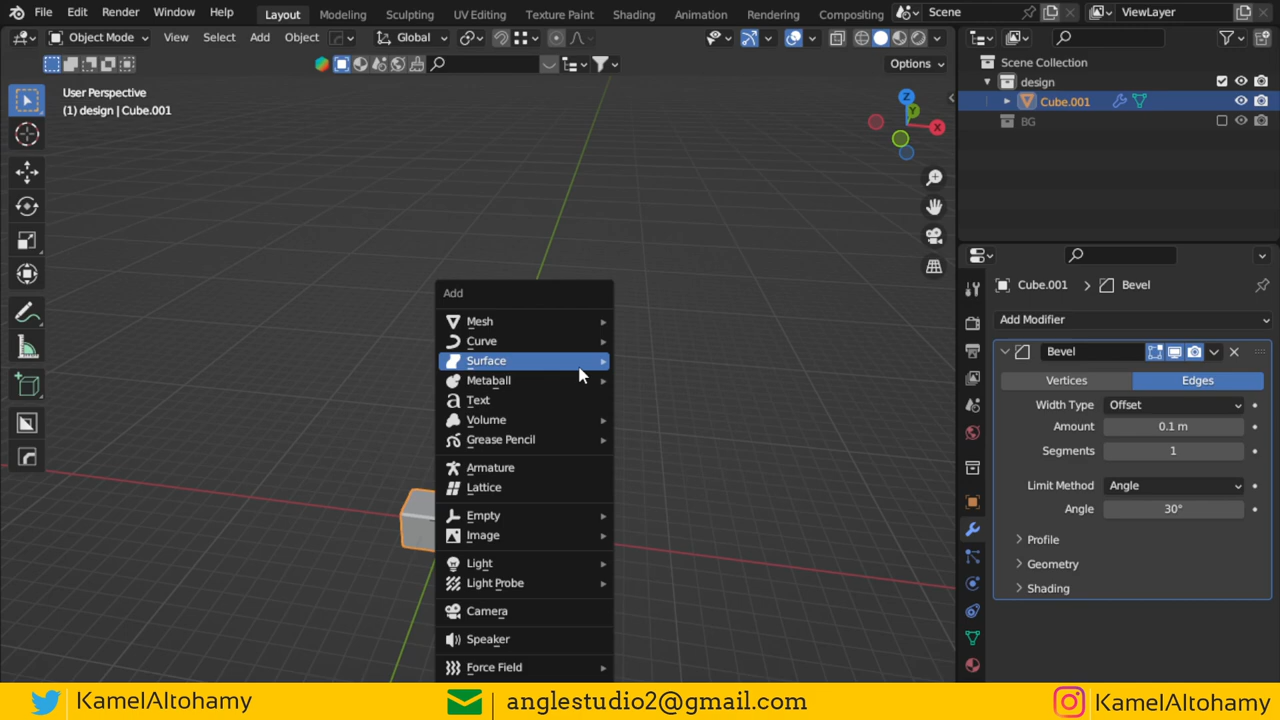 File Edit Render Window Help Layout Modeling Sculpting UV Editing Texture Paint Shading Animation Rendering Compositing Scene ViewLayer
Object Mode View Select Add Object Global
Options
User Perspective
(1) design | Cube.001
Z
Y
X
Scene Collection
design
Cube.001
BG
Add
Mesh
Curve
Surface
Metaball
Text
Volume
Grease Pencil
Armature
Lattice
Empty
Image
Light
Light Probe
Camera
Speaker
Force Field
Cube.001 Bevel
Add Modifier
Bevel
Vertices Edges
Width Type Offset
Amount 0.1 m
Segments 1
Limit Method Angle
Angle 30°
Profile
Geometry
Shading
KamelAltohamy anglestudio2@gmail.com KamelAltohamy